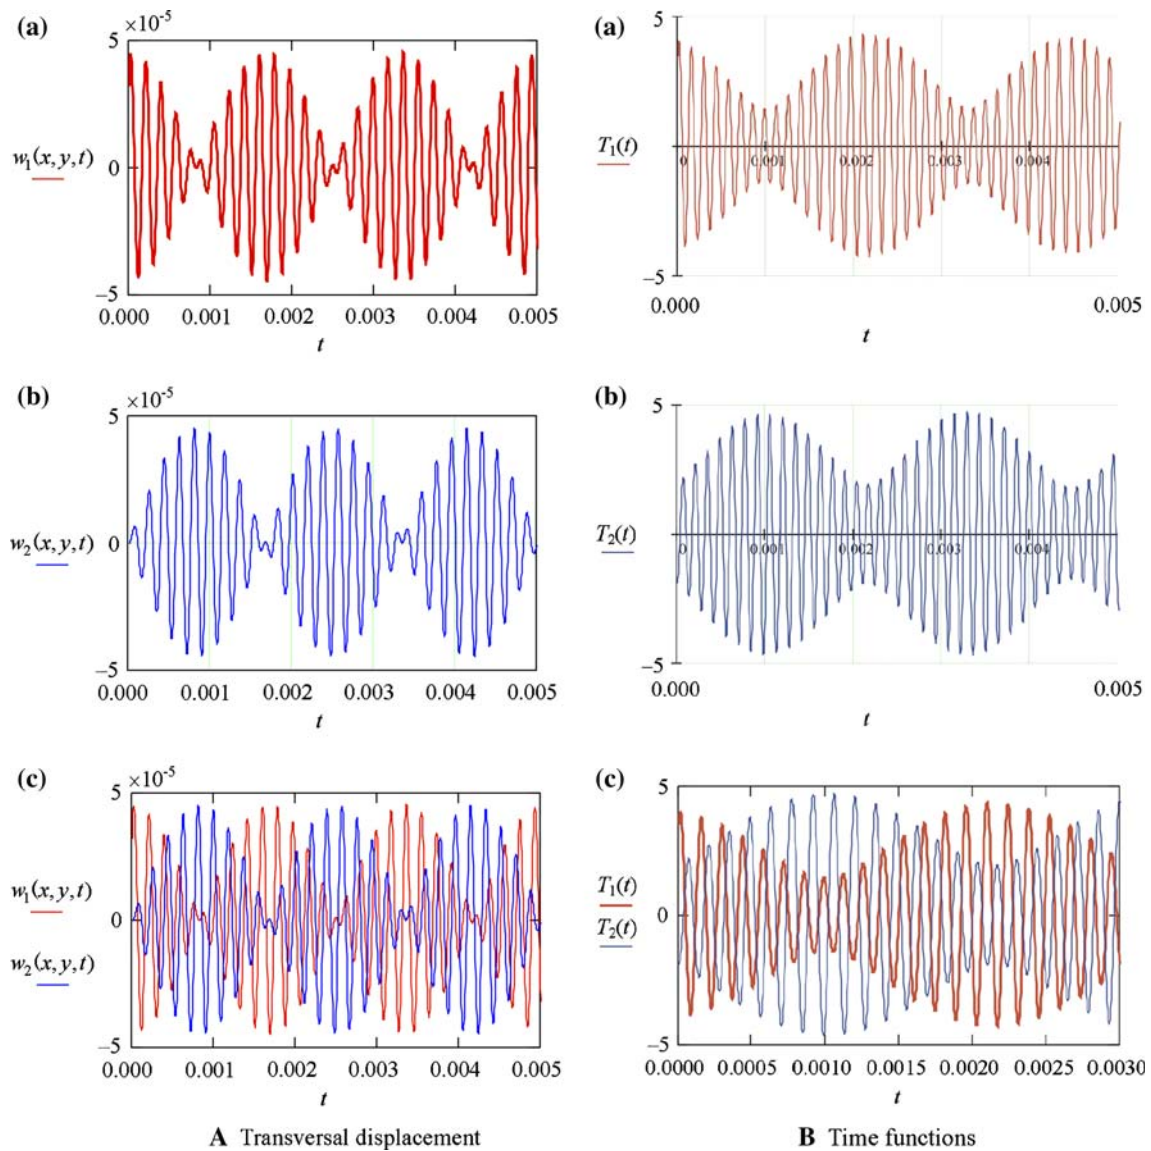 (a)
×10⁻⁵
5
w₁(x, y, t)
0
−5
0.000 0.001 0.002 0.003 0.004 0.005
t
(a)
5
T₁(t)
0 0.001 0.002 0.003 0.004
−5
0.000 0.005
t
(b)
×10⁻⁵
5
w₂(x, y, t)
0
−5
0.000 0.001 0.002 0.003 0.004 0.005
t
(b)
5
T₂(t)
0 0.001 0.002 0.003 0.004
−5
0.000 0.005
t
(c)
×10⁻⁵
5
w₁(x, y, t)
0
w₂(x, y, t)
−5
0.000 0.001 0.002 0.003 0.004 0.005
t
(c)
5
T₁(t)
0
T₂(t)
−5
0.0000 0.0005 0.0010 0.0015 0.0020 0.0025 0.0030
t
A Transversal displacement
B Time functions